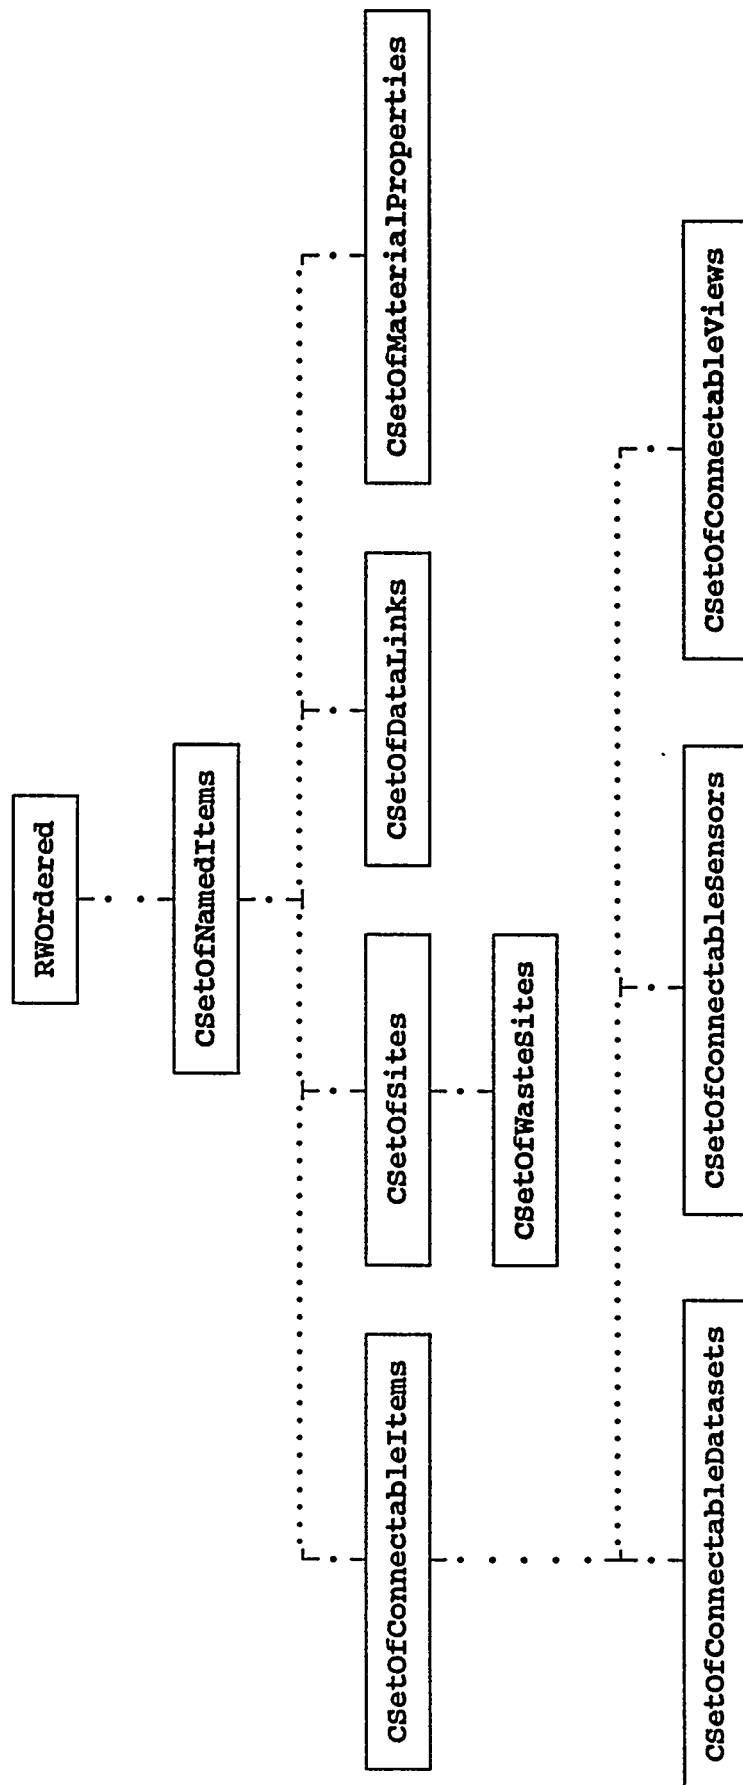 RWOrdered
CSetOfNamedItems
CSetOfConnectableItems
CSetOfSites
CSetOfDataLinks
CSetOfMaterialProperties
CSetOfWasteSites
CSetOfConnectableDatasets
CSetOfConnectableSensors
CSetOfConnectableViews